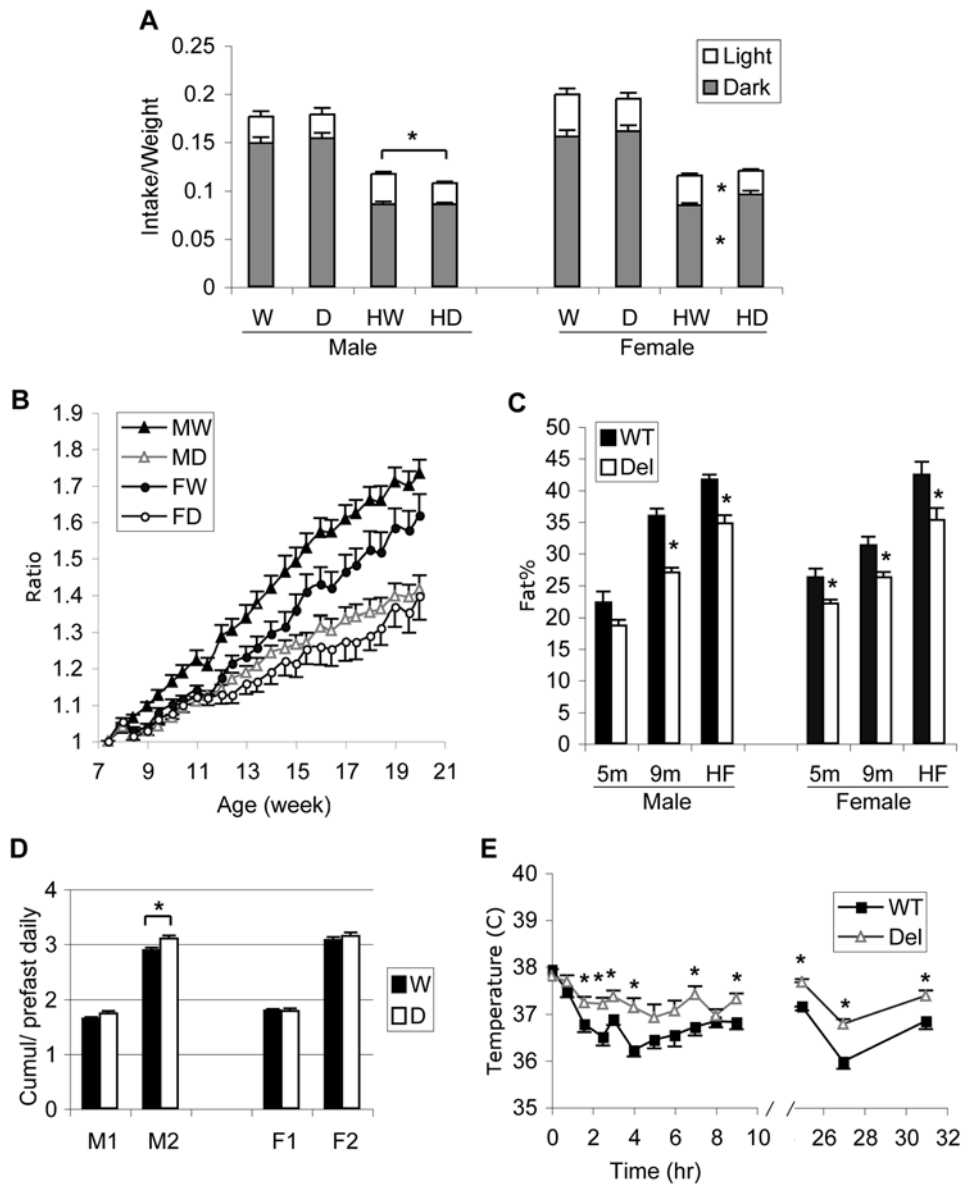 A
0.25
0.2
0.15
0.1
0.05
0
Intake/Weight
Light
Dark
*
*
*
W D HW HD W D HW HD
Male Female
B
1.9
1.8
1.7
1.6
1.5
1.4
1.3
1.2
1.1
1
Ratio
MW
MD
FW
FD
7 9 11 13 15 17 19 21
Age (week)
C
50
45
40
35
30
25
20
15
10
5
0
Fat%
WT
Del
* * * * *
5m 9m HF 5m 9m HF
Male Female
D
4
3
2
1
0
Cumul/ prefast daily
*
W
D
M1 M2 F1 F2
E
40
39
38
37
36
35
Temperature (C)
WT
Del
* * * * * * * * *
0 2 4 6 8 10 // 24 26 28 30 32
Time (hr)